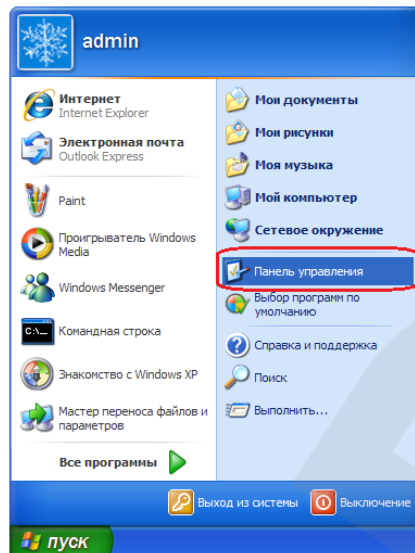 admin
Интернет
Internet Explorer
Электронная почта
Outlook Express
Paint
Проигрыватель Windows
Media
Windows Messenger
C:\_
Командная строка
Знакомство с Windows XP
Мастер переноса файлов и
параметров
Все программы
Мои документы
Мои рисунки
Моя музыка
Мой компьютер
Сетевое окружение
Панель управления
Выбор программ по
умолчанию
Справка и поддержка
Поиск
Выполнить...
Выход из системы
Выключение
пуск